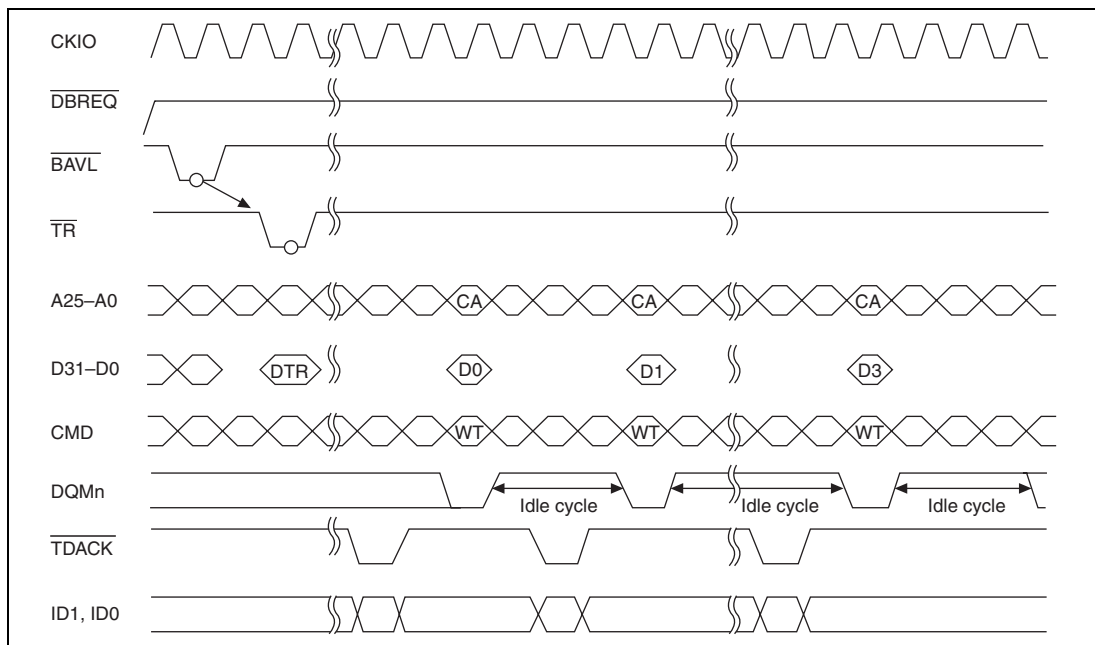 CKIO
DBREQ
BAVL
TR
A25–A0 CA CA CA
D31–D0 DTR D0 D1 D3
CMD WT WT WT
DQMn Idle cycle Idle cycle Idle cycle
TDACK
ID1, ID0